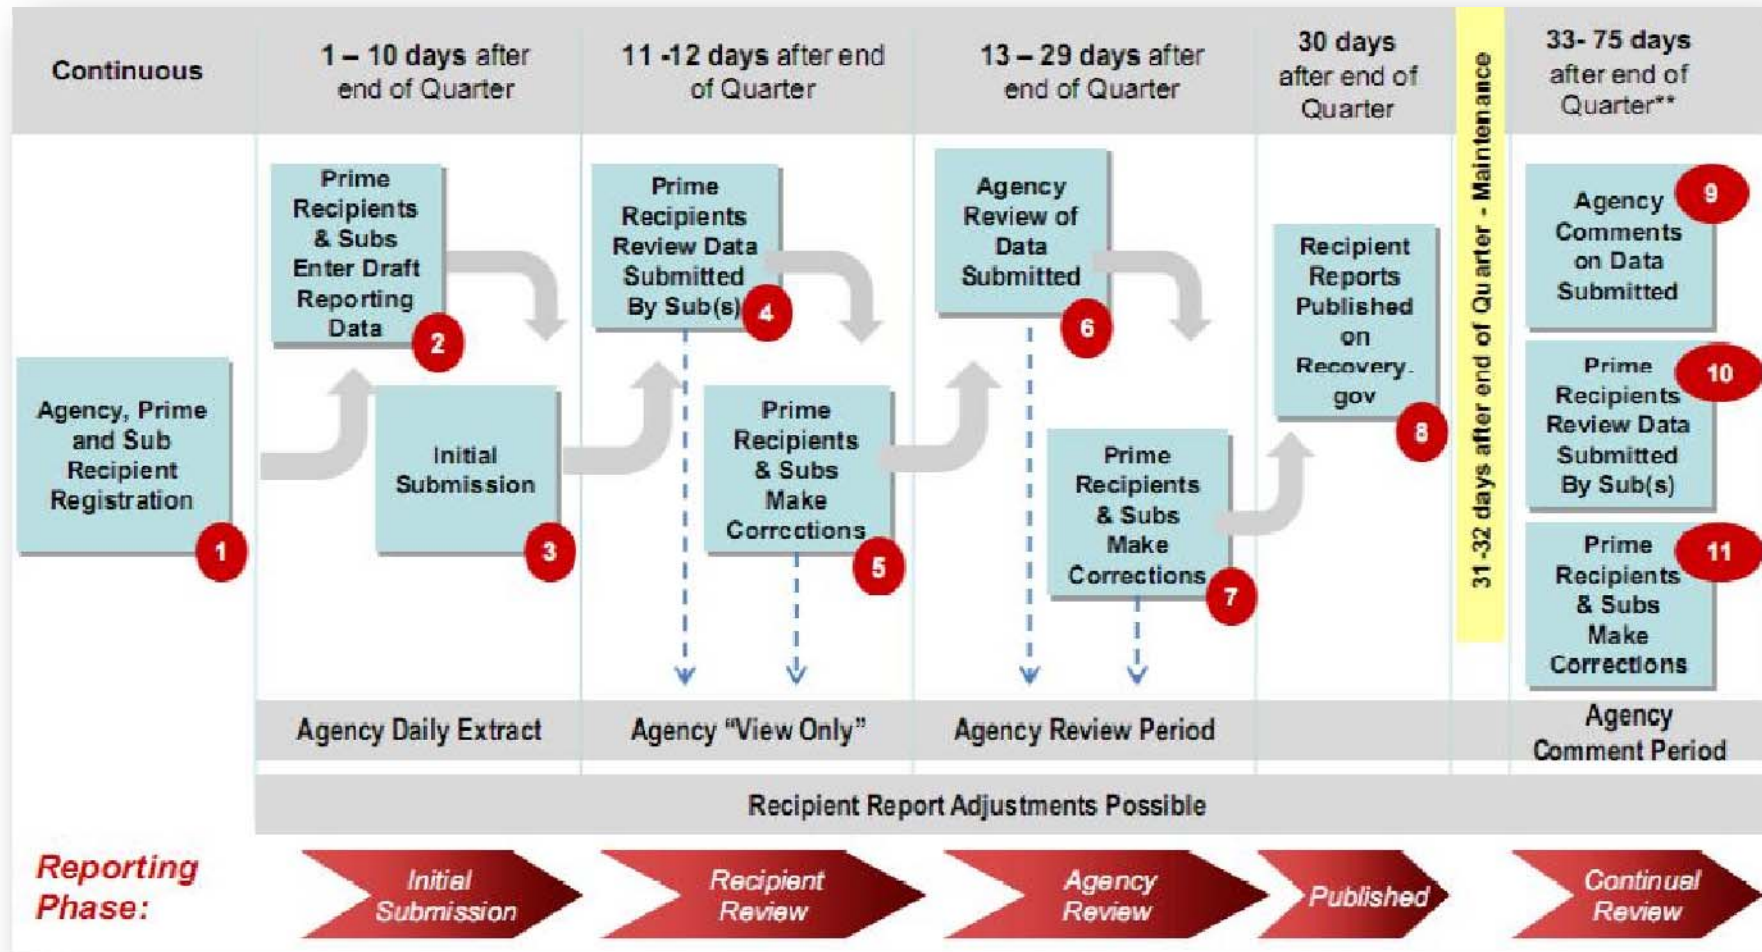 Continuous
1 – 10 days after
end of Quarter
11 -12 days after end
of Quarter
13 – 29 days after
end of Quarter
30 days
after end of
Quarter
31 -32 days after end of Quarter - Maintenance
33- 75 days
after end of
Quarter**
Agency, Prime
and Sub
Recipient
Registration
1
Prime
Recipients
& Subs
Enter Draft
Reporting
Data
2
Initial
Submission
3
Prime
Recipients
Review Data
Submitted
By Sub(s)
4
Prime
Recipients
& Subs
Make
Corrections
5
Agency
Review of
Data
Submitted
6
Prime
Recipients
& Subs
Make
Corrections
7
Recipient
Reports
Published
on
Recovery.
gov
8
Agency
Comments
on Data
Submitted
9
Prime
Recipients
Review Data
Submitted
By Sub(s)
10
Prime
Recipients
& Subs
Make
Corrections
11
Agency Daily Extract
Agency “View Only”
Agency Review Period
Agency
Comment Period
Recipient Report Adjustments Possible
Reporting
Phase:
Initial
Submission
Recipient
Review
Agency
Review
Published
Continual
Review